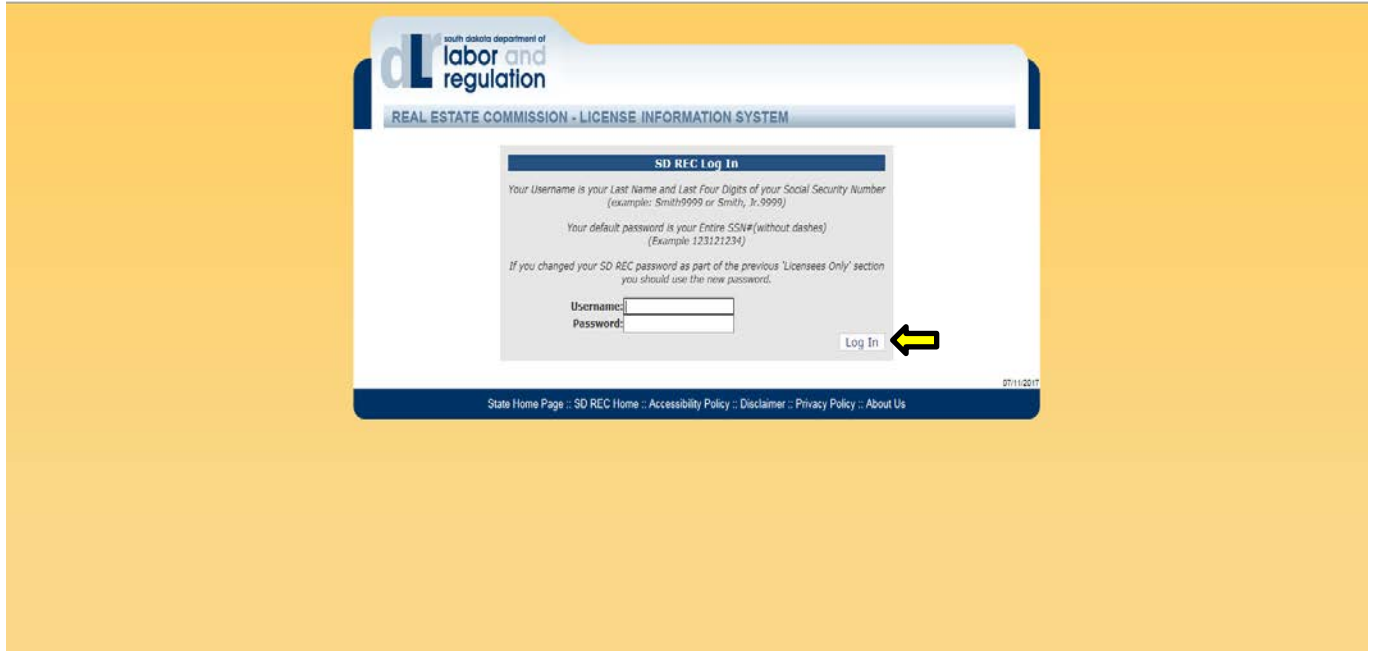 south dakota department of
dLr labor and
regulation
REAL ESTATE COMMISSION - LICENSE INFORMATION SYSTEM
SD REC Log In
Your Username is your Last Name and Last Four Digits of your Social Security Number
(example: Smith9999 or Smith, Jr.9999)
Your default password is your Entire SSN#(without dashes)
(Example 123121234)
If you changed your SD REC password as part of the previous 'Licensees Only' section
you should use the new password.
Username:
Password:
Log In
07/11/2017
State Home Page :: SD REC Home :: Accessibility Policy :: Disclaimer :: Privacy Policy :: About Us